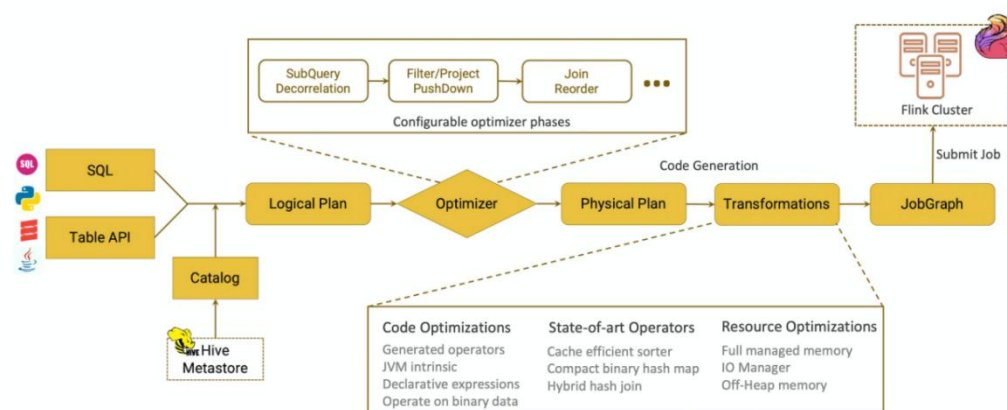 SubQuery
Decorrelation
Filter/Project
PushDown
Join
Reorder
Configurable optimizer phases
Flink Cluster
Submit Job
Code Generation
SQL
SQL
Table API
Logical Plan
Optimizer
Physical Plan
Transformations
JobGraph
Catalog
HIVE
Hive
Metastore
Code Optimizations
Generated operators
JVM intrinsic
Declarative expressions
Operate on binary data
State-of-art Operators
Cache efficient sorter
Compact binary hash map
Hybrid hash join
Resource Optimizations
Full managed memory
IO Manager
Off-Heap memory